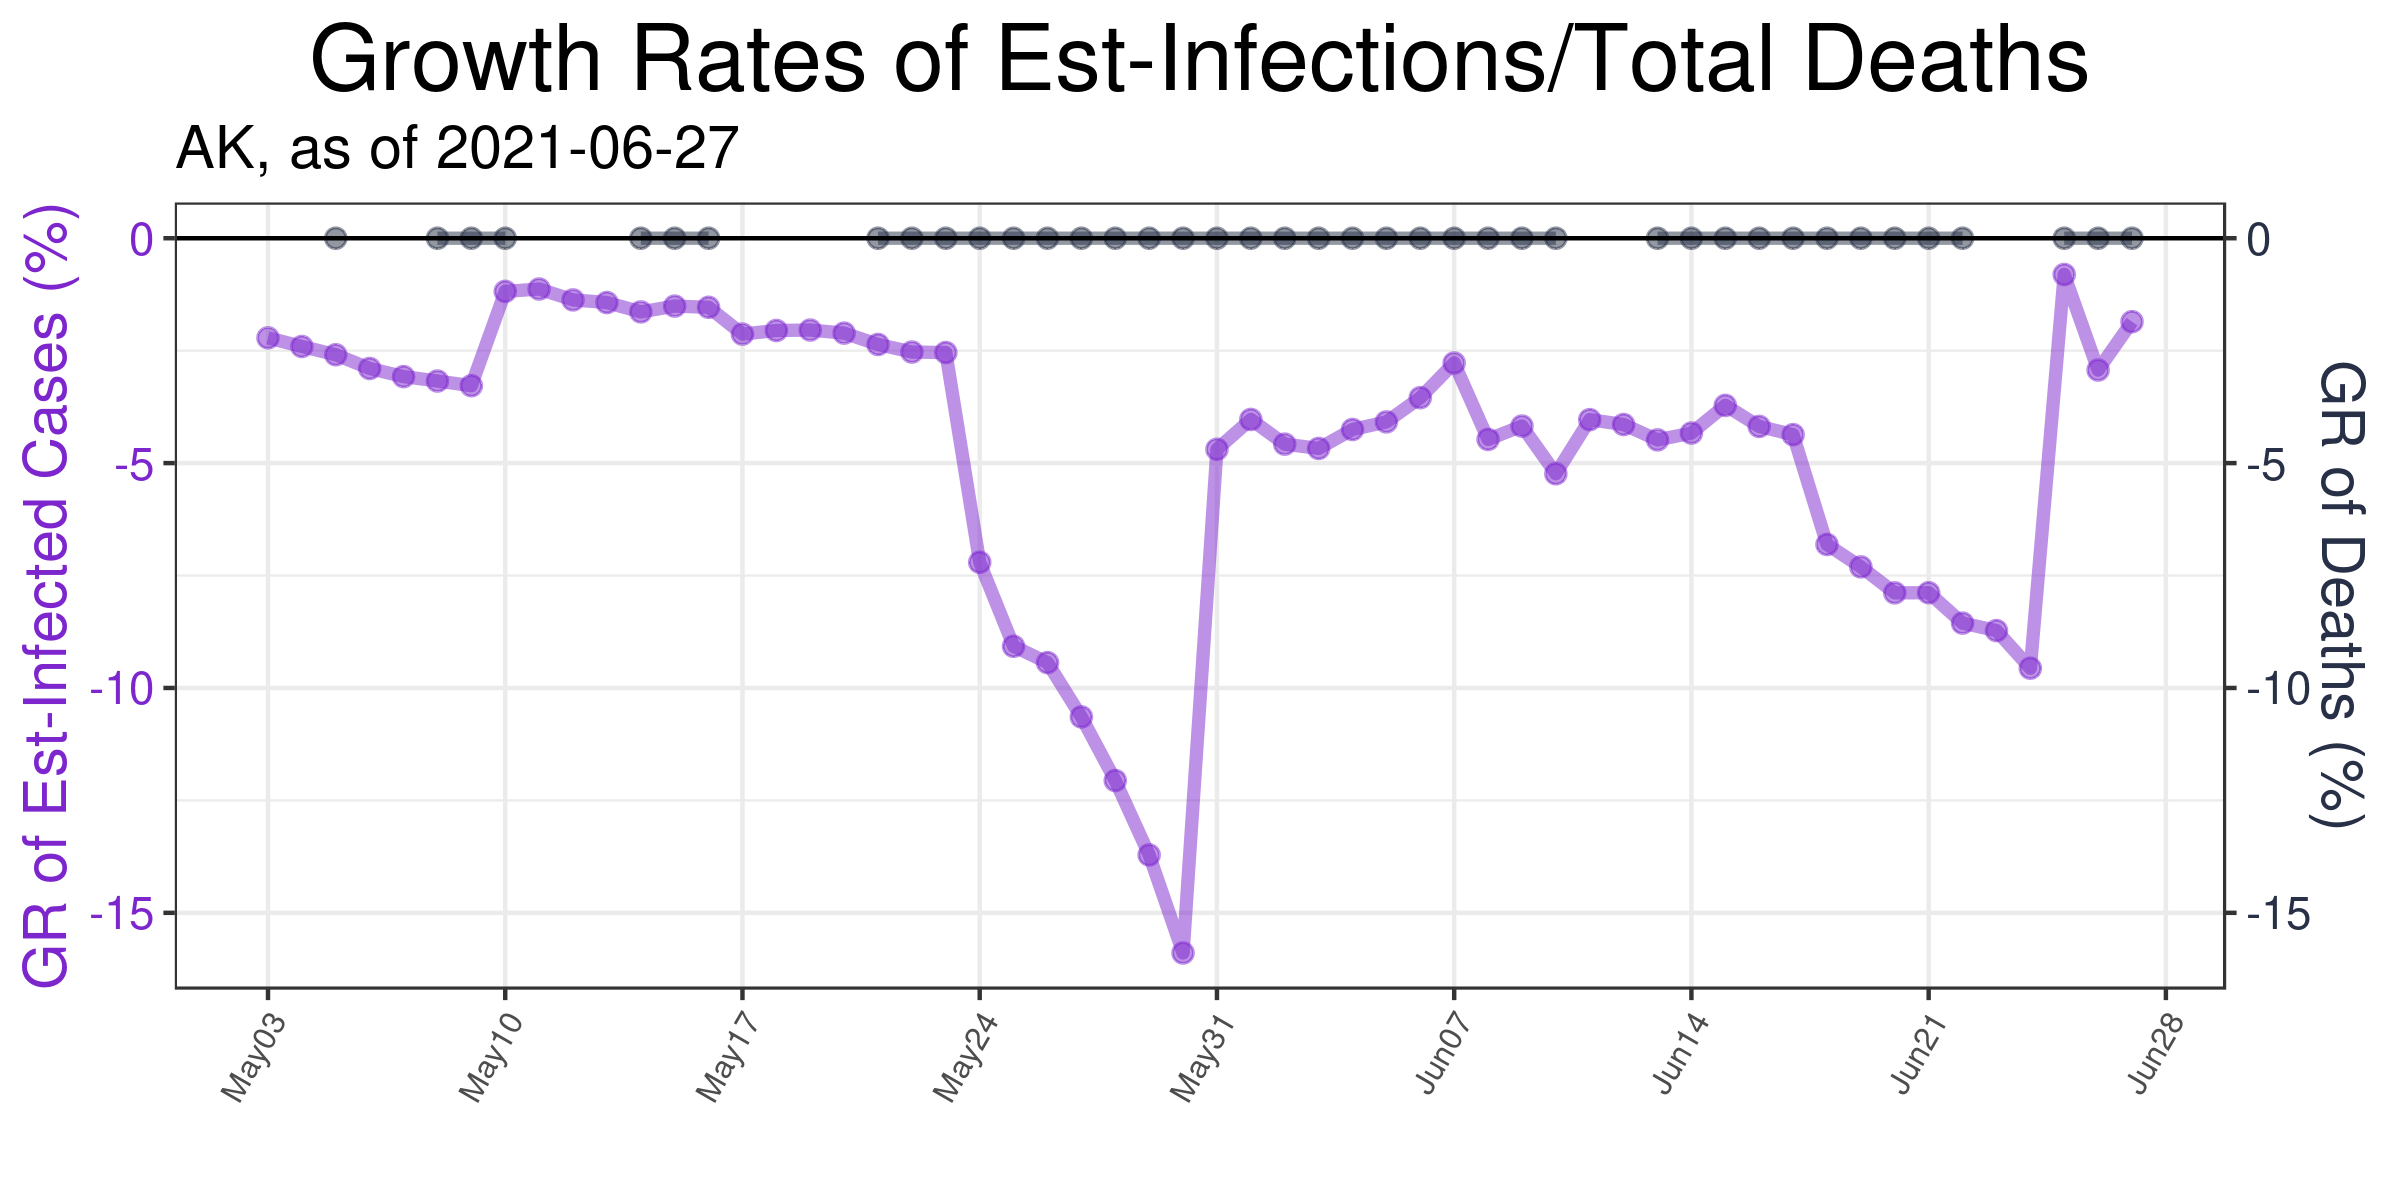 Growth Rates of Est-Infections/Total Deaths
AK, as of 2021-06-27
GR of Est-Infected Cases (%)
0
-5
-10
-15
0
-5
-10
-15
GR of Deaths (%)
May03
May10
May17
May24
May31
Jun07
Jun14
Jun21
Jun28